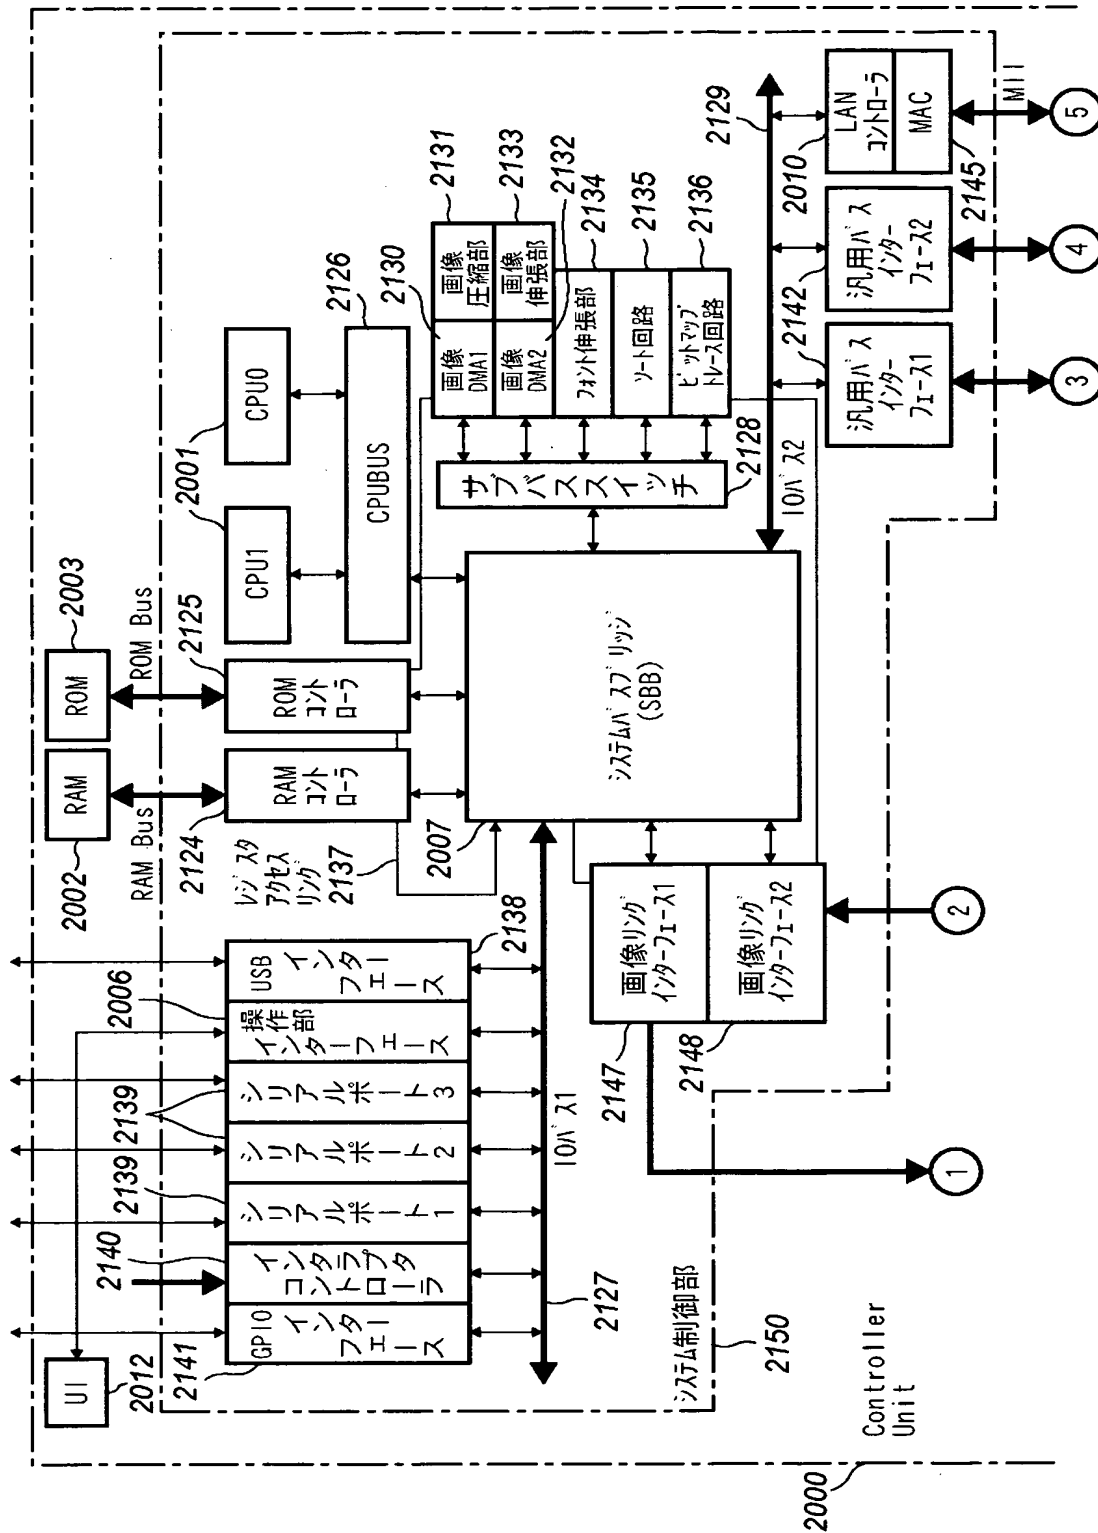 2000
Controller
Unit
2150
システム制御部
UI
2012
RAM
2002
RAM Bus
ROM
2003
ROM Bus
2141
GPIO
インター
フェース
2140
インタラプタ
コントローラ
2139
シリアル
ポート1
2139
シリアル
ポート2
シリアル
ポート3
2006
操作部
インターフェース
USB
インター
フェース
2138
レジスタ
アクセス
リング
2137
2124
RAM
コント
ローラ
2125
ROM
コント
ローラ
2001
CPU1
CPU0
CPUBUS
2126
2127
IOバス1
2007
システムバスブリッジ
(SBB)
サブバススイッチ
2128
2130
画像
DMA1
画像
圧縮部
2131
画像
DMA2
画像
伸張部
2133
2132
フォント伸張部
2134
ソート回路
2135
ビットマップ
トレース回路
2136
2129
IOバス2
2147
画像リング
インターフェース1
2148
画像リング
インターフェース2
2142
汎用バス
インター
フェース1
汎用バス
インター
フェース2
2010
LAN
コントローラ
MAC
2145
MII
1
2
3
4
5